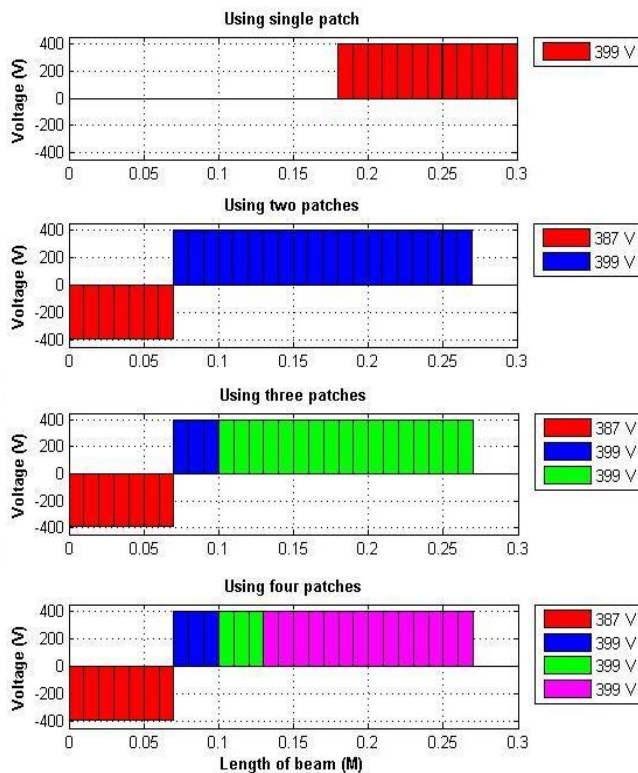 Using single patch
Voltage (V)
400
200
0
-200
-400
0 0.05 0.1 0.15 0.2 0.25 0.3
399 V
Using two patches
Voltage (V)
400
200
0
-200
-400
0 0.05 0.1 0.15 0.2 0.25 0.3
387 V
399 V
Using three patches
Voltage (V)
400
200
0
-200
-400
0 0.05 0.1 0.15 0.2 0.25 0.3
387 V
399 V
399 V
Using four patches
Voltage (V)
400
200
0
-200
-400
0 0.05 0.1 0.15 0.2 0.25 0.3
Length of beam (M)
387 V
399 V
399 V
399 V